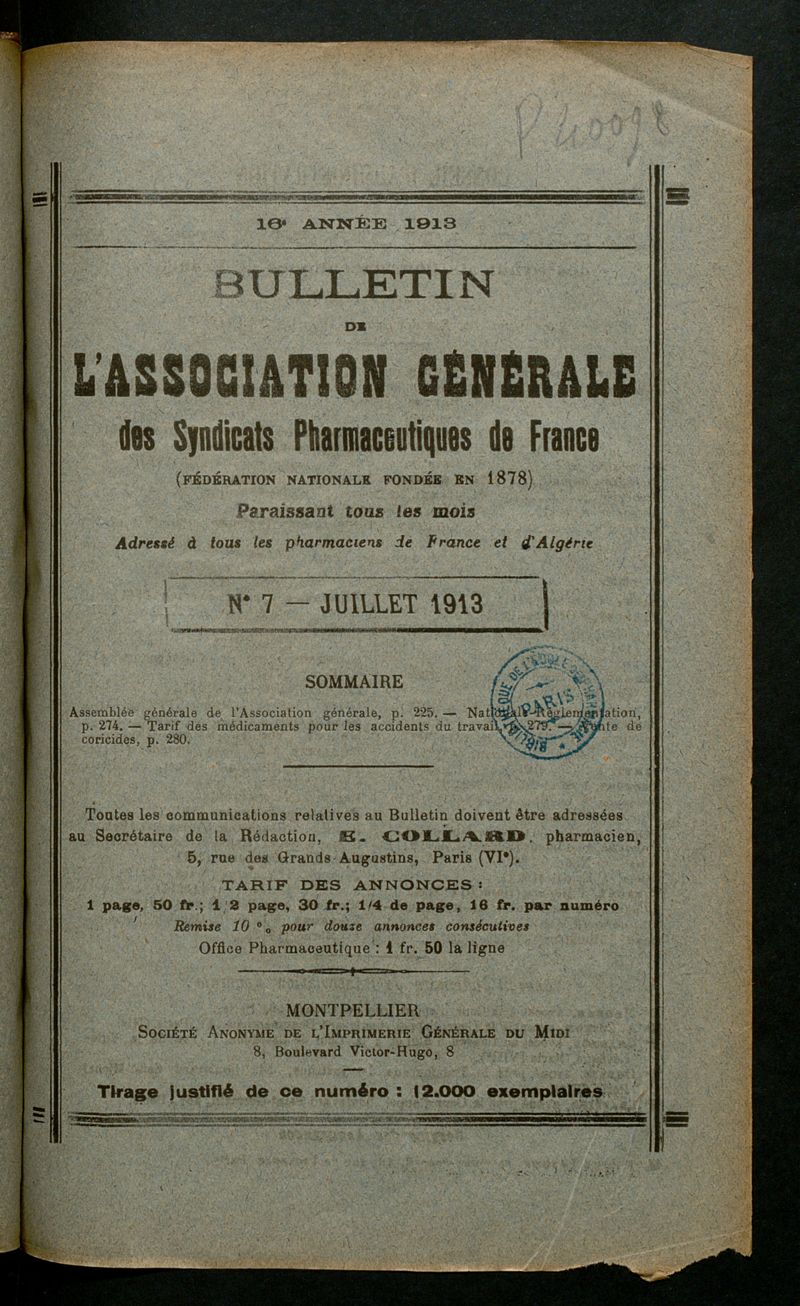 P 40098
16e ANNÉE 1913
BULLETIN
DE
L'ASSOCIATION GÉNÉRALE
des Syndicats Pharmaceutiques de France
(FÉDÉRATION NATIONALE FONDÉE EN 1878)
Paraissant tous les mois
Adressé à tous les pharmaciens de France et d'Algérie
N° 7 — JUILLET 1913
SOMMAIRE
Assemblée générale de l'Association générale, p. 225. —
p. 274. — Tarif des médicaments pour les accidents du travail, p. 279. — Vente de
coricides, p. 280.
PARIS
Toutes les communications relatives au Bulletin doivent être adressées
au Secrétaire de la Rédaction, E. COLLARD, pharmacien,
5, rue des Grands-Augustins, Paris (VIe).
TARIF DES ANNONCES :
1 page, 50 fr.; 1/2 page, 30 fr.; 1/4 de page, 16 fr. par numéro
Remise 10 % pour douze annonces consécutives
Office Pharmaceutique : 1 fr. 50 la ligne
MONTPELLIER
SOCIÉTÉ ANONYME DE L'IMPRIMERIE GÉNÉRALE DU MIDI
8, Boulevard Victor-Hugo, 8
Tirage justifié de ce numéro : 12.000 exemplaires